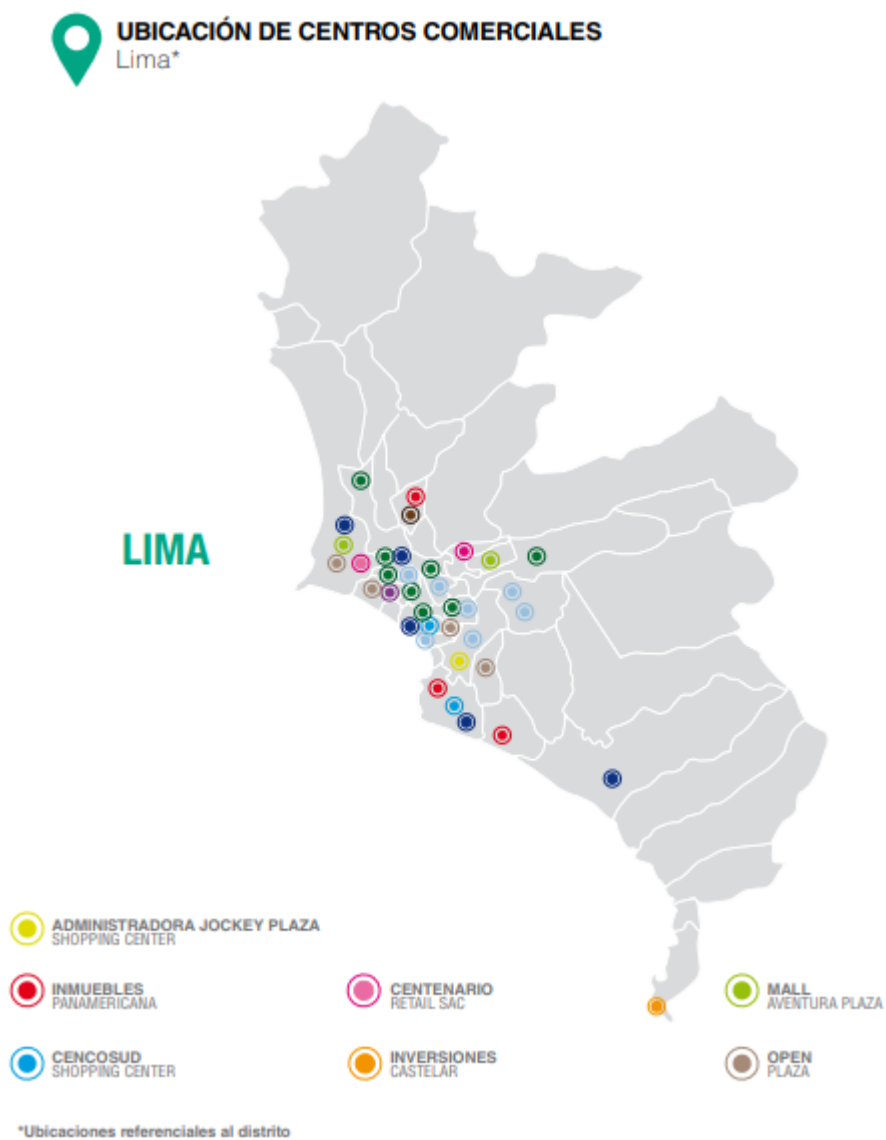 UBICACIÓN DE CENTROS COMERCIALES
Lima*
LIMA
ADMINISTRADORA JOCKEY PLAZA
SHOPPING CENTER
INMUEBLES
PANAMERICANA
CENTENARIO
RETAIL SAC
MALL
AVENTURA PLAZA
CENCOSUD
SHOPPING CENTER
INVERSIONES
CASTELAR
OPEN
PLAZA
*Ubicaciones referenciales al distrito